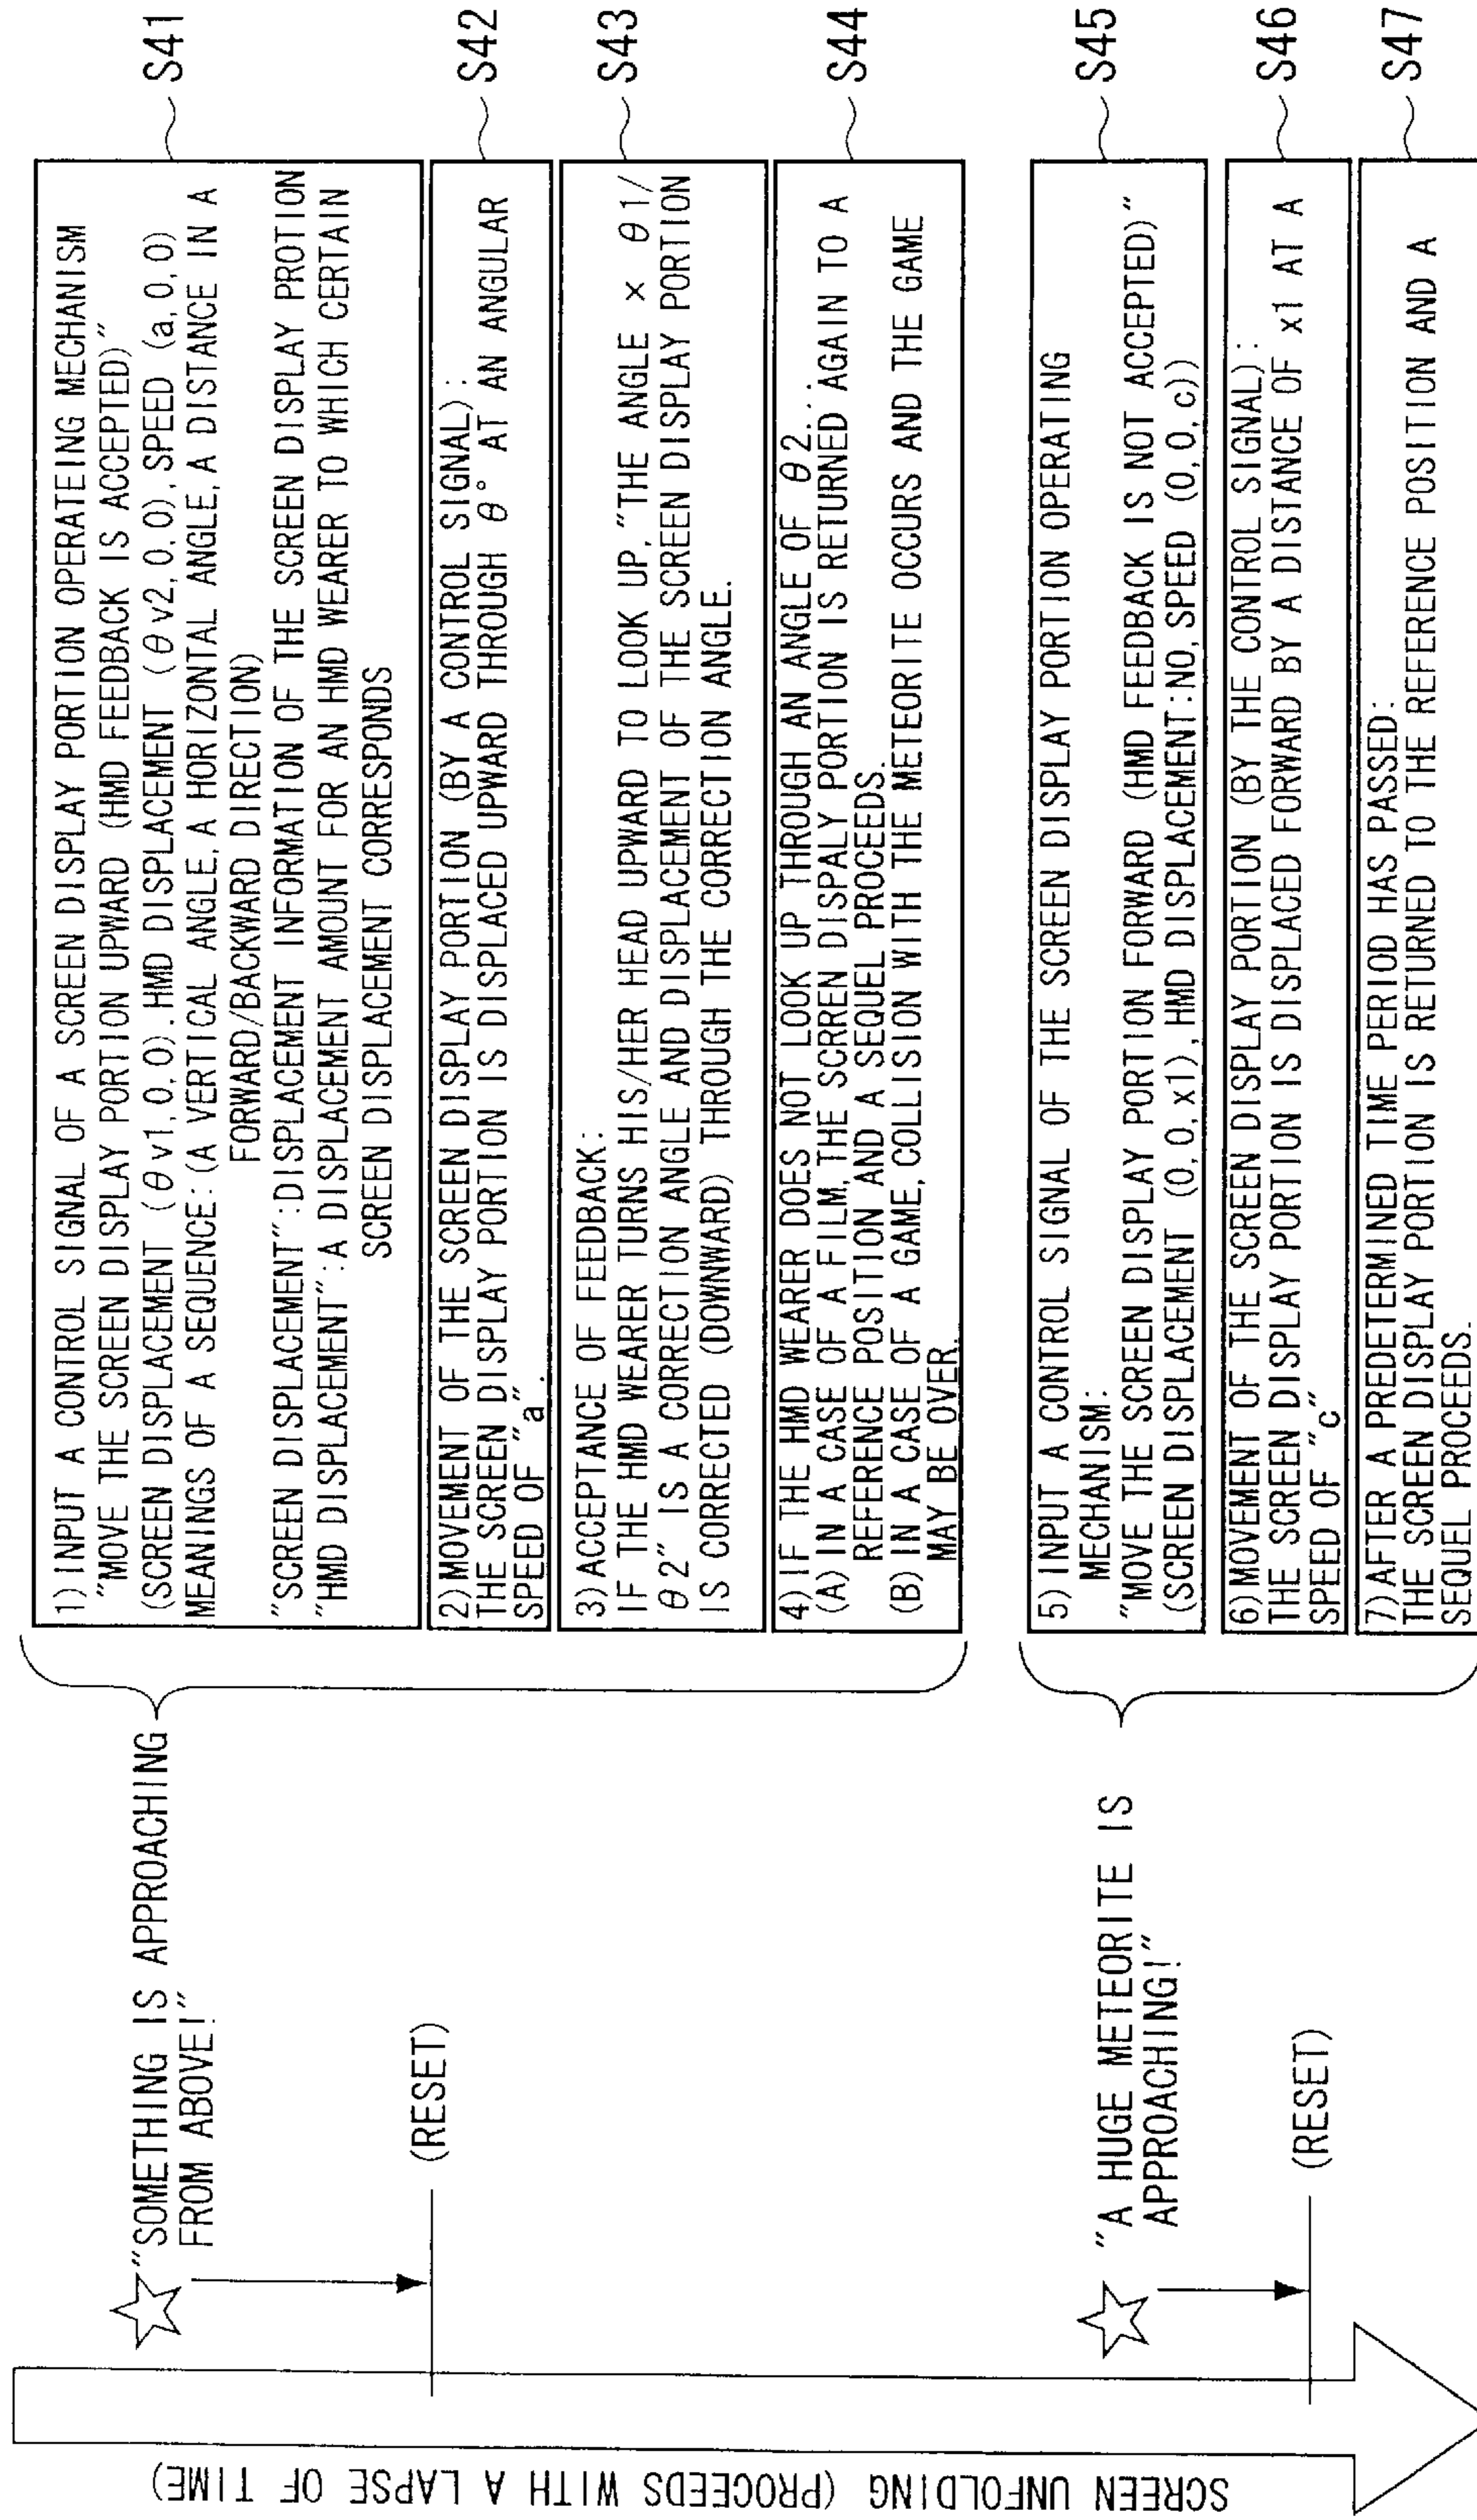 SCREEN UNFOLDING (PROCEEDS WITH A LAPSE OF TIME)
"SOMETHING IS APPROACHING
FROM ABOVE!"
(RESET)
1) INPUT A CONTROL SIGNAL OF A SCREEN DISPLAY PORTION OPERATEING MECHANISM
"MOVE THE SCREEN DISPLAY PORTION UPWARD (HMD FEEDBACK IS ACCEPTED)"
(SCREEN DISPLACEMENT (θv1,0,0). HMD DISPLACEMENT (θv2,0,0), SPEED (a,0,0)
MEANINGS OF A SEQUENCE: (A VERTICAL ANGLE, A HORIZONTAL ANGLE, A DISTANCE IN A
FORWARD/BACKWARD DIRECTION)
"SCREEN DISPLACEMENT": DISPLACEMENT INFORMATION OF THE SCREEN DISPLAY PROTION
"HMD DISPLACEMENT": A DISPLACEMENT AMOUNT FOR AN HMD WEARER TO WHICH CERTAIN
SCREEN DISPLACEMENT CORRESPONDS
S41
2) MOVEMENT OF THE SCREEN DISPLAY PORTION (BY A CONTROL SIGNAL):
THE SCREEN DISPLAY PORTION IS DISPLACED UPWARD THROUGH θ° AT AN ANGULAR
SPEED OF "a".
S42
3) ACCEPTANCE OF FEEDBACK:
IF THE HMD WEARER TURNS HIS/HER HEAD UPWARD TO LOOK UP, "THE ANGLE × θ1/
θ2" IS A CORRECTION ANGLE AND DISPLACEMENT OF THE SCREEN DISPLAY PORTION
IS CORRECTED (DOWNWARD) THROUGH THE CORRECTION ANGLE.
S43
4) IF THE HMD WEARER DOES NOT LOOK UP THROUGH AN ANGLE OF θ2...:
(A) IN A CASE OF A FILM, THE SCRREN DISPALY PORTION IS RETURNED AGAIN TO A
REFERENCE POSITION AND A SEQUEL PROCEEDS.
(B) IN A CASE OF A GAME, COLLISION WITH THE METEORITE OCCURS AND THE GAME
MAY BE OVER.
S44
"A HUGE METEORITE IS
APPROACHING!"
(RESET)
5) INPUT A CONTROL SIGNAL OF THE SCREEN DISPLAY PORTION OPERATING
MECHANISM:
"MOVE THE SCREEN DISPLAY PORTION FORWARD (HMD FEEDBACK IS NOT ACCEPTED)"
(SCREEN DISPLACEMENT (0,0,x1), HMD DISPLACEMENT:NO, SPEED (0,0,c))
S45
6) MOVEMENT OF THE SCREEN DISPLAY PORTION (BY THE CONTROL SIGNAL):
THE SCREEN DISPLAY PORTION IS DISPLACED FORWARD BY A DISTANCE OF x1 AT A
SPEED OF "c"
S46
7) AFTER A PREDETERMINED TIME PERIOD HAS PASSED:
THE SCREEN DISPLAY PORTION IS RETURNED TO THE REFERENCE POSITION AND A
SEQUEL PROCEEDS.
S47